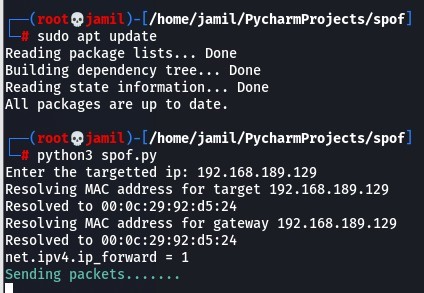 ┌──(root💀jamil)-[/home/jamil/PycharmProjects/spof]
└─# sudo apt update
Reading package lists... Done
Building dependency tree... Done
Reading state information... Done
All packages are up to date.
┌──(root💀jamil)-[/home/jamil/PycharmProjects/spof]
└─# python3 spof.py
Enter the targetted ip: 192.168.189.129
Resolving MAC address for target 192.168.189.129
Resolved to 00:0c:29:92:d5:24
Resolving MAC address for gateway 192.168.189.129
Resolved to 00:0c:29:92:d5:24
net.ipv4.ip_forward = 1
Sending packets.......